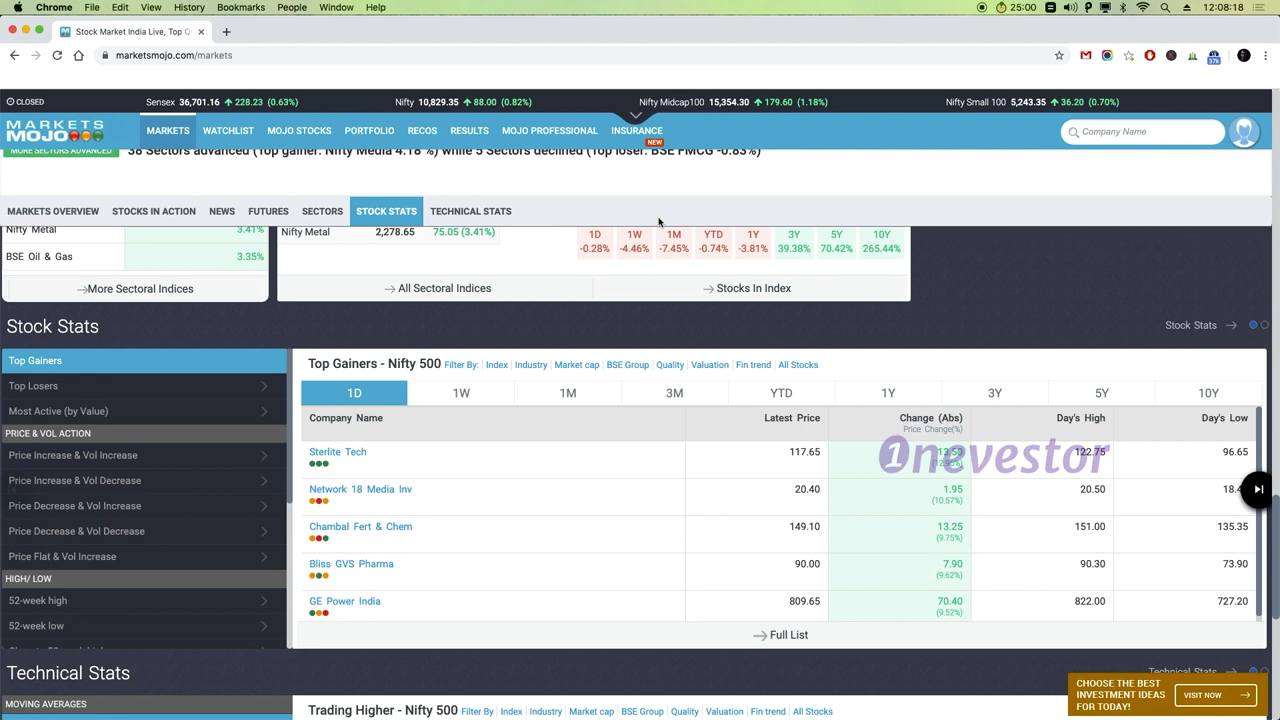 Chrome File Edit View History Bookmarks People Window Help 25:00 12:08:18
Stock Market India Live, Top
marketsmojo.com/markets
37k
CLOSED Sensex 36,701.16 228.23 (0.63%) Nifty 10,829.35 88.00 (0.82%) Nifty Midcap100 15,354.30 179.60 (1.18%) Nifty Small 100 5,243.35 36.20 (0.70%)
MARKETS MOJO
MARKETS WATCHLIST MOJO STOCKS PORTFOLIO RECOS RESULTS MOJO PROFESSIONAL INSURANCE Company Name
NEW
MORE SECTORS ADVANCED 38 Sectors advanced (Top gainer: Nifty Media 4.18 %) while 5 Sectors declined (Top loser: BSE FMCG -0.83%)
MARKETS OVERVIEW STOCKS IN ACTION NEWS FUTURES SECTORS STOCK STATS TECHNICAL STATS
Nifty Metal 3.41% Nifty Metal 2,278.65 75.05 (3.41%) 1D 1W 1M YTD 1Y 3Y 5Y 10Y
BSE Oil & Gas 3.35% -0.28% -4.46% -7.45% -0.74% -3.81% 39.38% 70.42% 265.44%
More Sectoral Indices All Sectoral Indices Stocks In Index
Stock Stats Stock Stats
Top Gainers
Top Losers
Most Active (by Value)
PRICE & VOL ACTION
Price Increase & Vol Increase
Price Increase & Vol Decrease
Price Decrease & Vol Increase
Price Decrease & Vol Decrease
Price Flat & Vol Increase
HIGH/ LOW
52-week high
52-week low
Top Gainers - Nifty 500 Filter By: Index Industry Market cap BSE Group Quality Valuation Fin trend All Stocks
1D 1W 1M 3M YTD 1Y 3Y 5Y 10Y
Company Name Latest Price Change (Abs) Day's High Day's Low
Price Change(%)
1nevestor
Sterlite Tech 117.65 13.50 122.75 96.65
Network 18 Media Inv 20.40 1.95 20.50
(10.57%)
Chambal Fert & Chem 149.10 13.25 151.00 135.35
(9.75%)
Bliss GVS Pharma 90.00 7.90 90.30 73.90
(9.62%)
GE Power India 809.65 70.40 822.00 727.20
(9.52%)
Full List
Technical Stats Technical Stats
MOVING AVERAGES
Trading Higher - Nifty 500 Filter By Index Industry Market cap BSE Group Quality Valuation Fin trend All Stocks
CHOOSE THE BEST
INVESTMENT IDEAS
FOR TODAY!
VISIT NOW